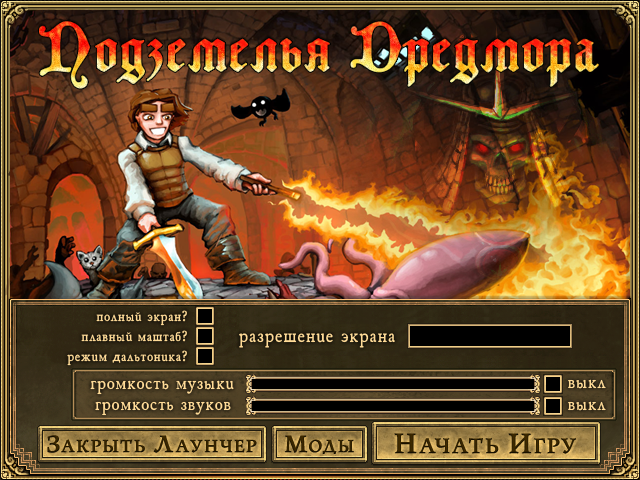 Подземелья Дредмора
полный экран?
плавный маштаб?
режим дальтоника?
разрешение экрана
громкость музыки
выкл
громкость звуков
выкл
Закрыть Лаунчер
Моды
Начать Игру